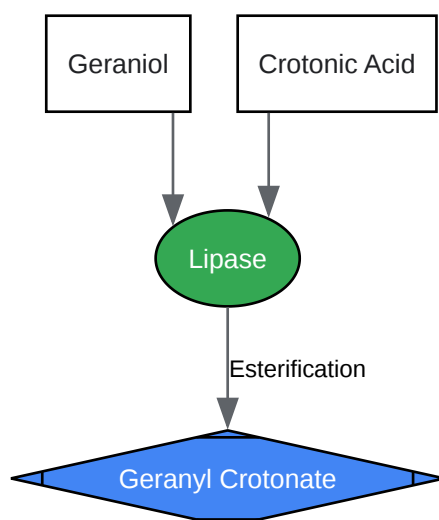 Geraniol
Crotonic Acid
Lipase
Esterification
Geranyl Crotonate